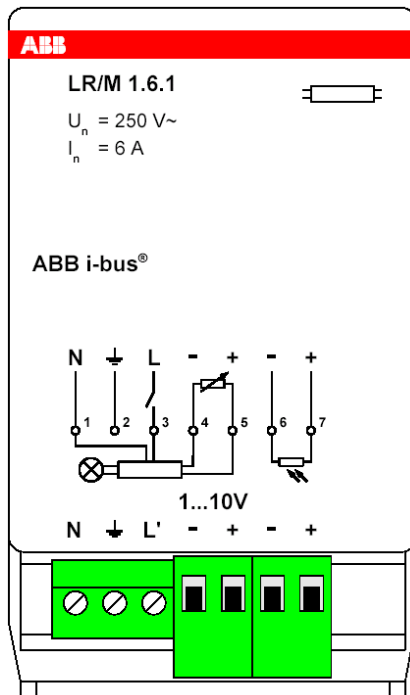 ABB
LR/M 1.6.1
Un = 250 V~
In = 6 A
ABB i-bus®
N L - + - +
1 2 3 4 5 6 7
1...10V
N L' - + - +